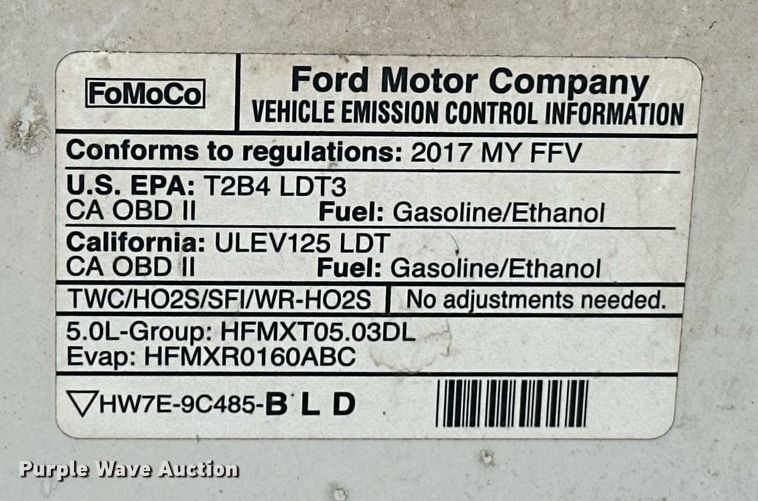 FoMoCo
Ford Motor Company
VEHICLE EMISSION CONTROL INFORMATION
Conforms to regulations: 2017 MY FFV
U.S. EPA: T2B4 LDT3
CA OBD II Fuel: Gasoline/Ethanol
California: ULEV125 LDT
CA OBD II Fuel: Gasoline/Ethanol
TWC/HO2S/SFI/WR-HO2S No adjustments needed.
5.0L-Group: HFMXT05.03DL
Evap: HFMXR0160ABC
▽HW7E-9C485-B L D
Purple Wave Auction